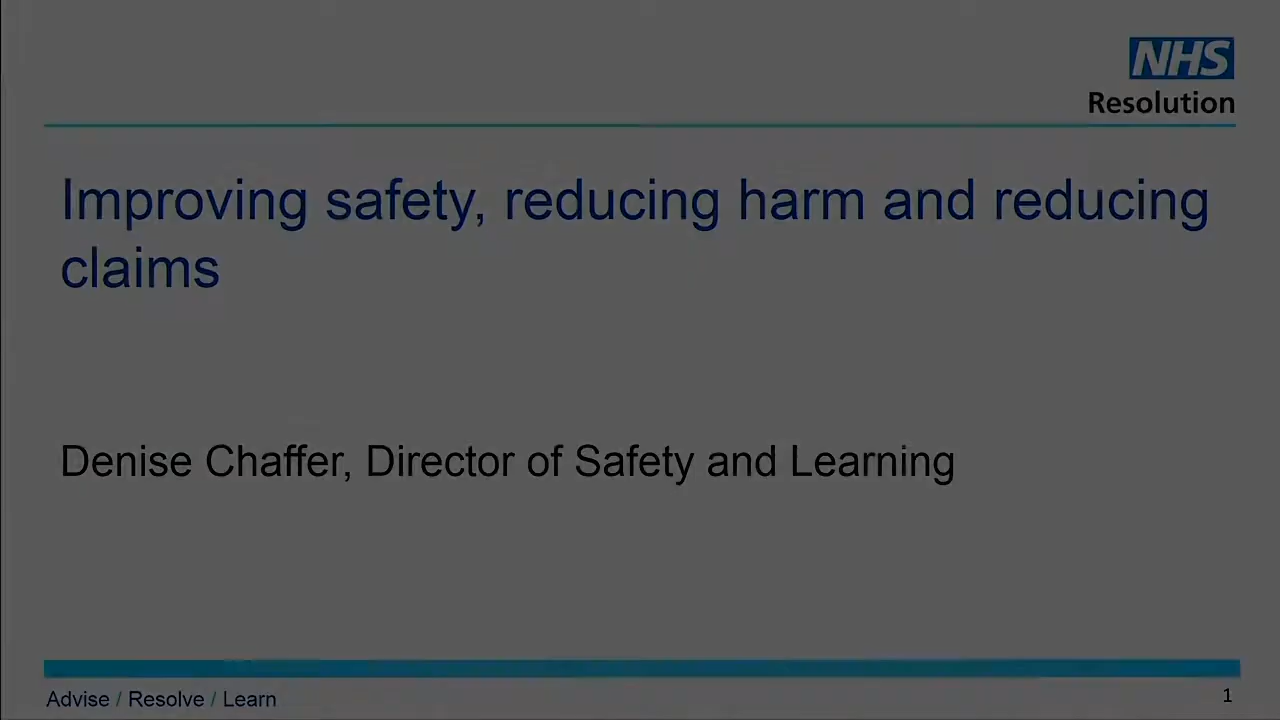 NHS
Resolution
Improving safety, reducing harm and reducing
claims
Denise Chaffer, Director of Safety and Learning
Advise / Resolve / Learn
1